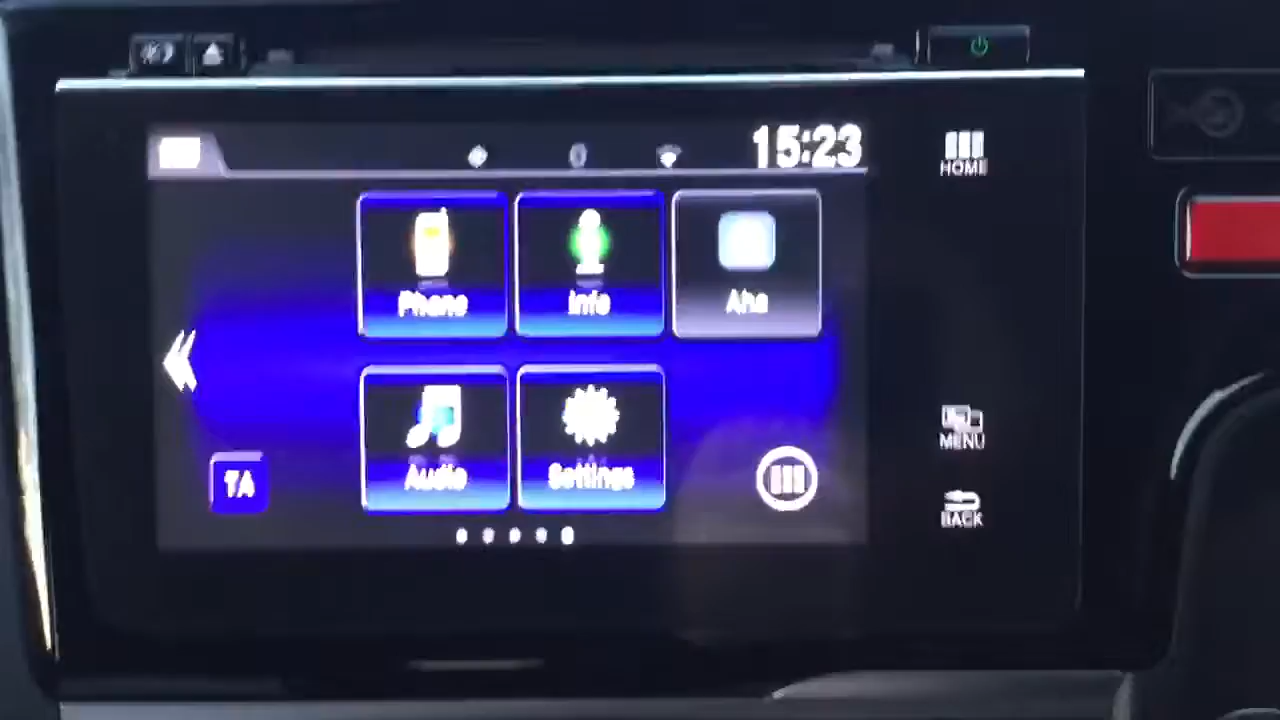 15:23
HOME
Phone
Info
Aha
MENU
Audio
Settings
TA
BACK